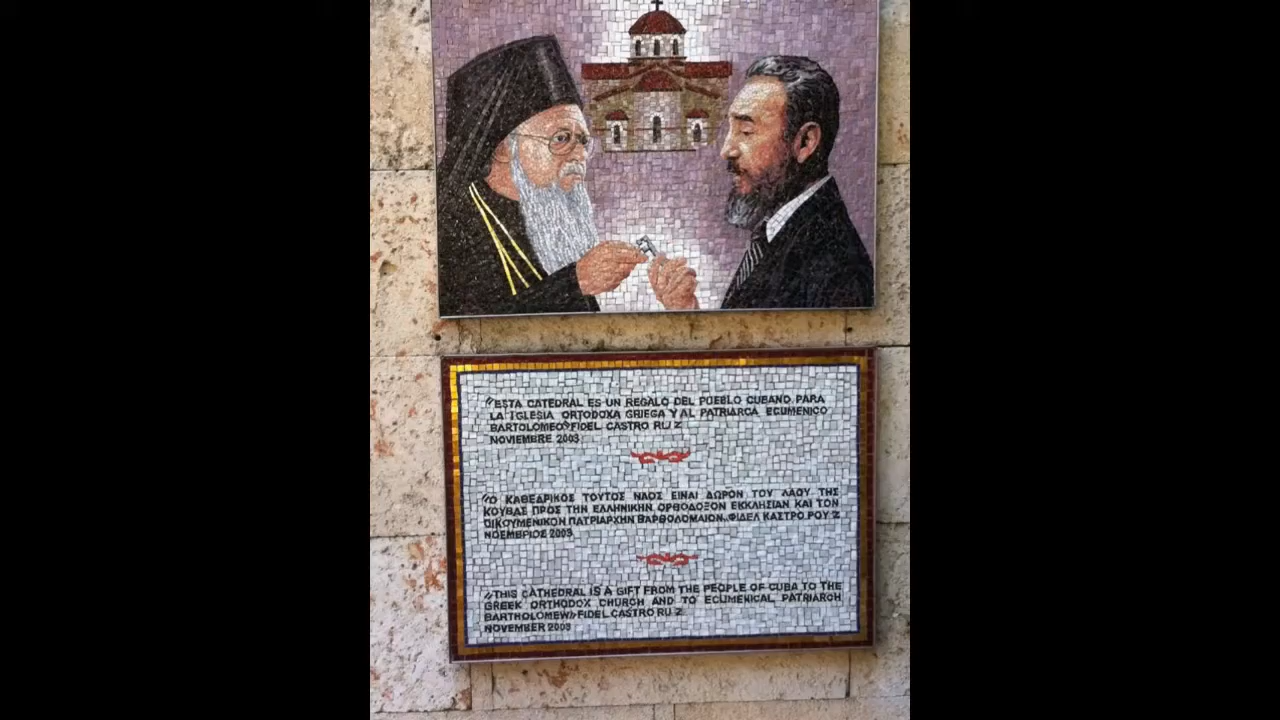 “ESTA CATEDRAL ES UN REGALO DEL PUEBLO CUBANO PARA
LA IGLESIA ORTODOXA GRIEGA Y AL PATRIARCA ECUMENICO
BARTOLOMEO” FIDEL CASTRO RUZ
NOVIEMBRE 2003
“Ο ΚΑΘΕΔΡΙΚΟΣ ΤΟΥΤΟΣ ΝΑΟΣ ΕΙΝΑΙ ΔΩΡΟΝ ΤΟΥ ΛΑΟΥ ΤΗΣ
ΚΟΥΒΑΣ ΠΡΟΣ ΤΗΝ ΕΛΛΗΝΙΚΗΝ ΟΡΘΟΔΟΞΟΝ ΕΚΚΛΗΣΙΑΝ ΚΑΙ ΤΟΝ
ΟΙΚΟΥΜΕΝΙΚΟΝ ΠΑΤΡΙΑΡΧΗΝ ΒΑΡΘΟΛΟΜΑΙΟΝ„ ΦΙΔΕΛ ΚΑΣΤΡΟ ΡΟΥΖ
ΝΟΕΜΒΡΙΟΣ 2003
“THIS CATHEDRAL IS A GIFT FROM THE PEOPLE OF CUBA TO THE
GREEK ORTHODOX CHURCH AND TO ECUMENICAL PATRIARCH
BARTHOLOMEW” FIDEL CASTRO RUZ
NOVEMBER 2003